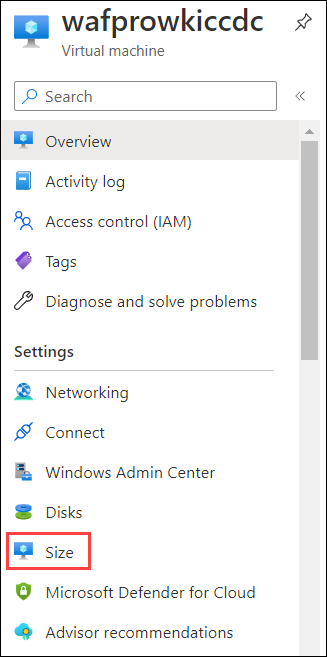 wafprowkiccdc
Virtual machine
Search
Overview
Activity log
Access control (IAM)
Tags
Diagnose and solve problems
Settings
Networking
Connect
Windows Admin Center
Disks
Size
Microsoft Defender for Cloud
Advisor recommendations